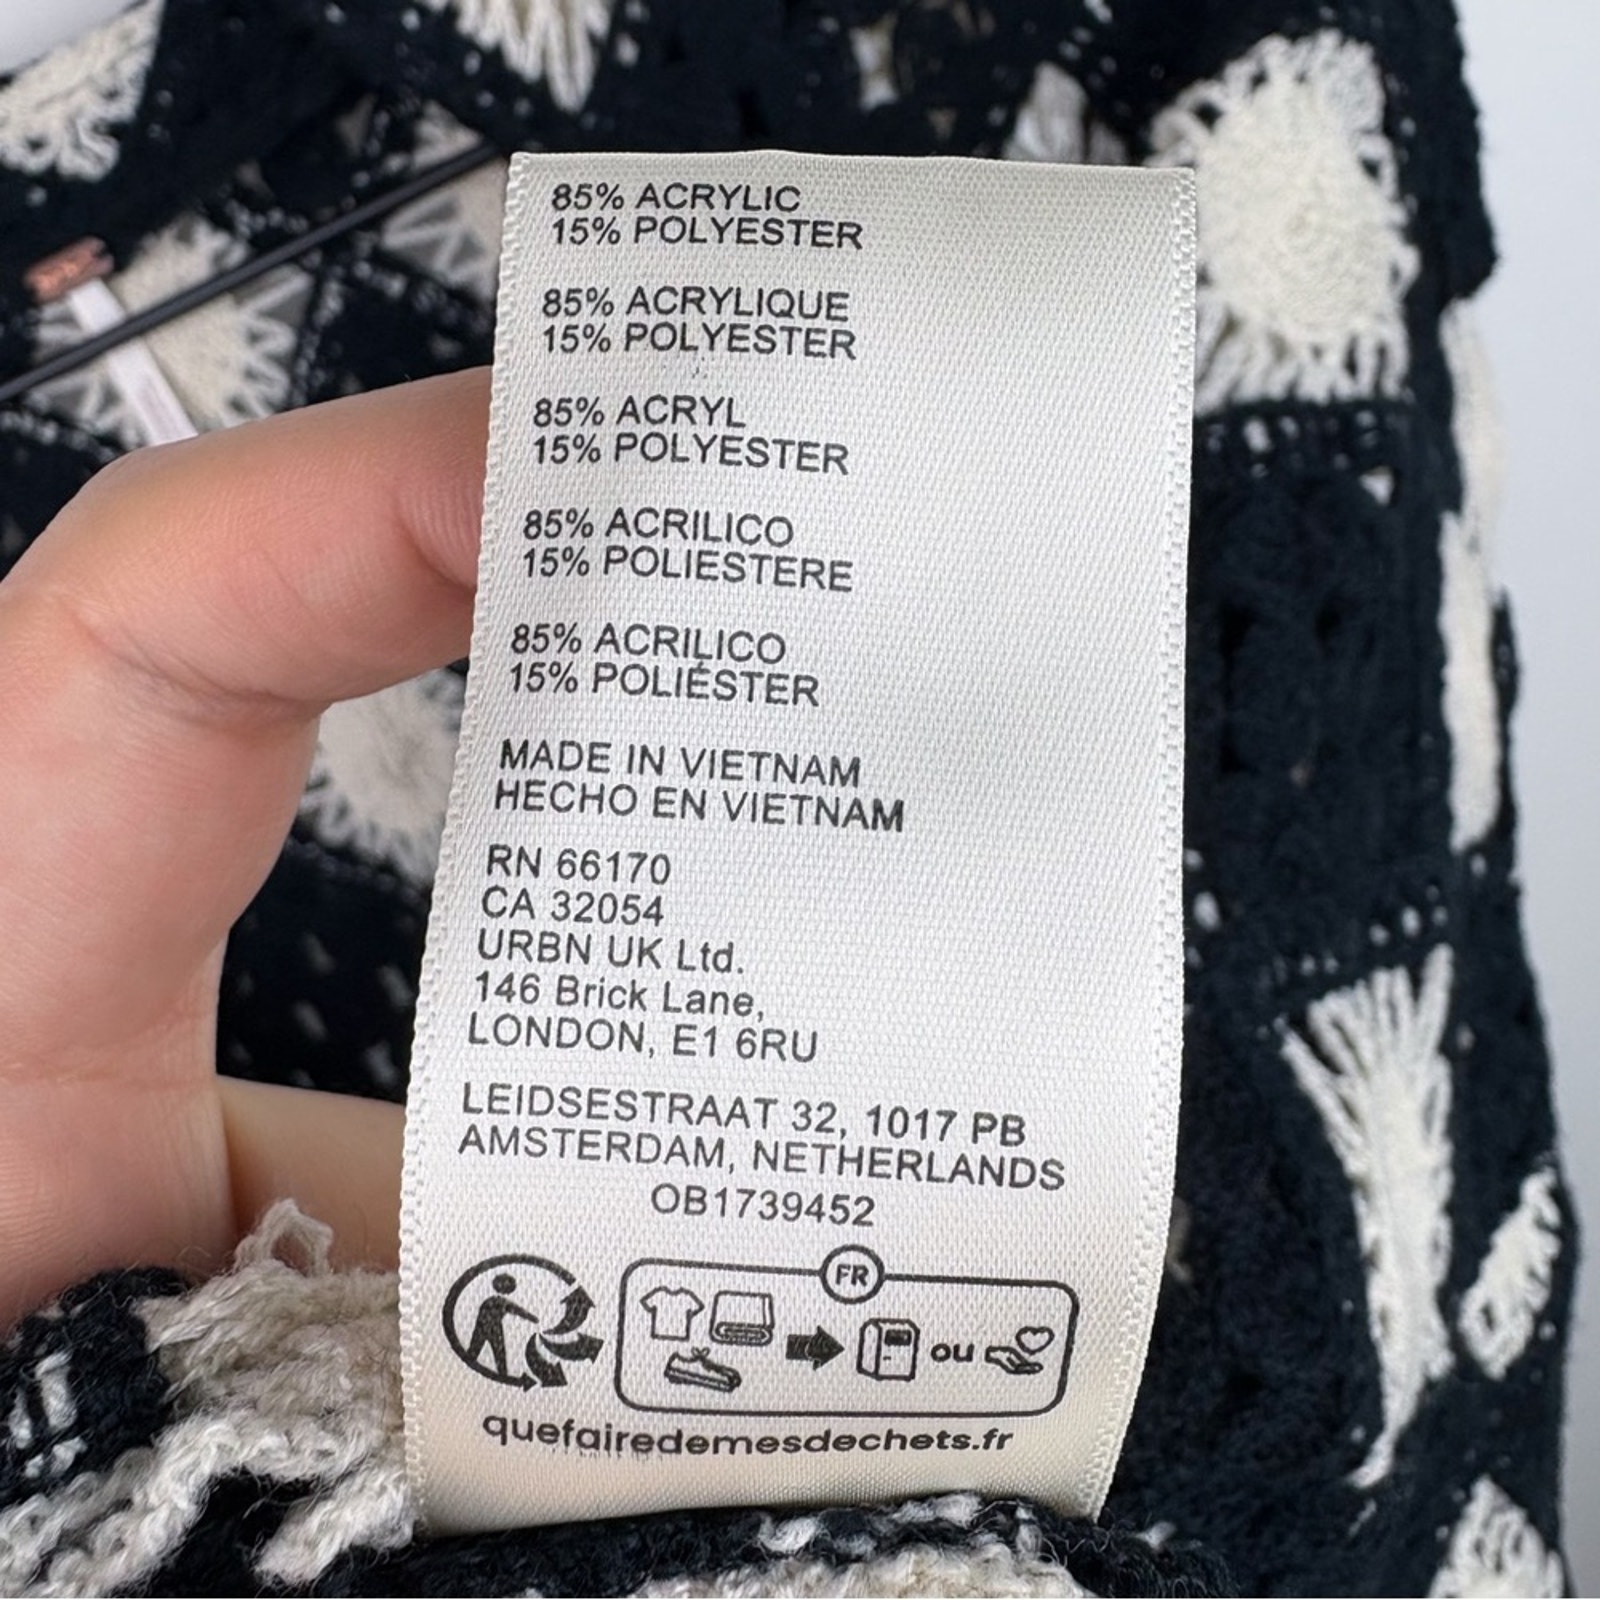 85% ACRYLIC
15% POLYESTER
85% ACRYLIQUE
15% POLYESTER
85% ACRYL
15% POLYESTER
85% ACRILICO
15% POLIESTERE
85% ACRILICO
15% POLIÉSTER
MADE IN VIETNAM
HECHO EN VIETNAM
RN 66170
CA 32054
URBN UK Ltd.
146 Brick Lane,
LONDON, E1 6RU
LEIDSESTRAAT 32, 1017 PB
AMSTERDAM, NETHERLANDS
OB1739452
FR
ou
quefairedemesdechets.fr